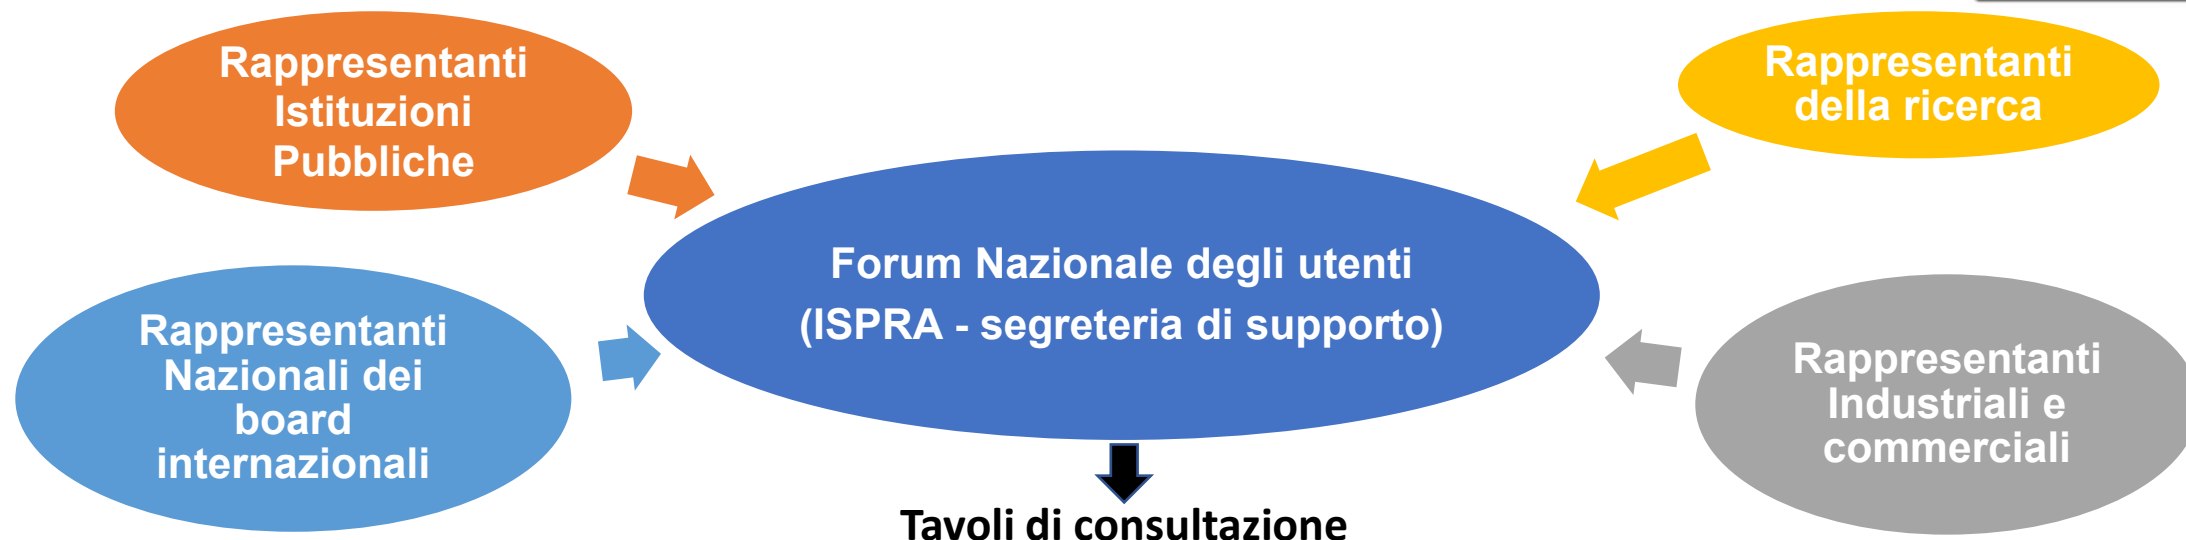 Rappresentanti
Istituzioni
Pubbliche
Rappresentanti
della ricerca
Forum Nazionale degli utenti
(ISPRA - segreteria di supporto)
Rappresentanti
Nazionali dei
board
internazionali
Rappresentanti
Industriali e
commerciali
Tavoli di consultazione